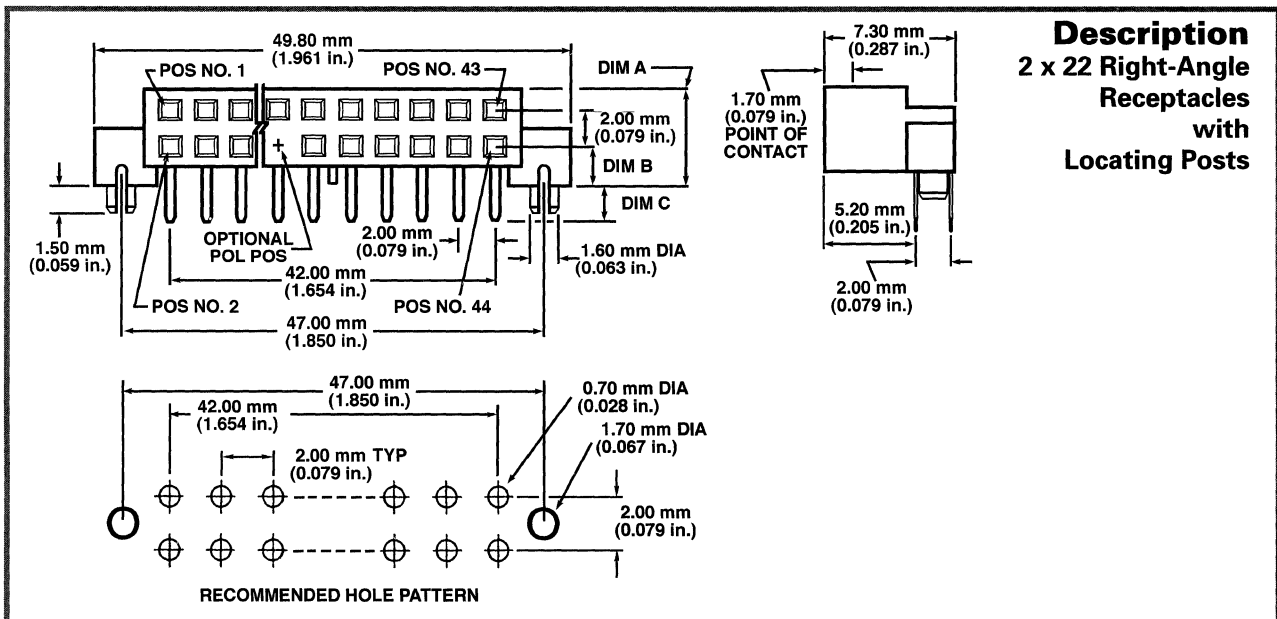 Description
2 x 22 Right-Angle
Receptacles
with
Locating Posts
49.80 mm
(1.961 in.)
POS NO. 1
POS NO. 43
DIM A
2.00 mm
(0.079 in.)
DIM B
DIM C
1.50 mm
(0.059 in.)
OPTIONAL
POL POS
2.00 mm
(0.079 in.)
1.60 mm DIA
(0.063 in.)
42.00 mm
(1.654 in.)
POS NO. 2
POS NO. 44
47.00 mm
(1.850 in.)
7.30 mm
(0.287 in.)
1.70 mm
(0.079 in.)
POINT OF
CONTACT
5.20 mm
(0.205 in.)
2.00 mm
(0.079 in.)
47.00 mm
(1.850 in.)
42.00 mm
(1.654 in.)
2.00 mm TYP
(0.079 in.)
0.70 mm DIA
(0.028 in.)
1.70 mm DIA
(0.067 in.)
2.00 mm
(0.079 in.)
RECOMMENDED HOLE PATTERN